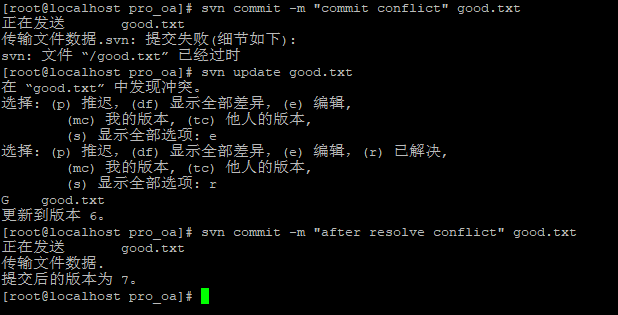 [root@localhost pro_oa]# svn commit -m "commit conflict" good.txt
正在发送       good.txt
传输文件数据.svn: 提交失败(细节如下):
svn: 文件 “/good.txt” 已经过时
[root@localhost pro_oa]# svn update good.txt
在 “good.txt” 中发现冲突。
选择: (p) 推迟，(df) 显示全部差异，(e) 编辑,
        (mc) 我的版本, (tc) 他人的版本,
        (s) 显示全部选项: e
选择: (p) 推迟，(df) 显示全部差异，(e) 编辑，(r) 已解决,
        (mc) 我的版本, (tc) 他人的版本,
        (s) 显示全部选项: r
G    good.txt
更新到版本 6。
[root@localhost pro_oa]# svn commit -m "after resolve conflict" good.txt
正在发送       good.txt
传输文件数据.
提交后的版本为 7。
[root@localhost pro_oa]#